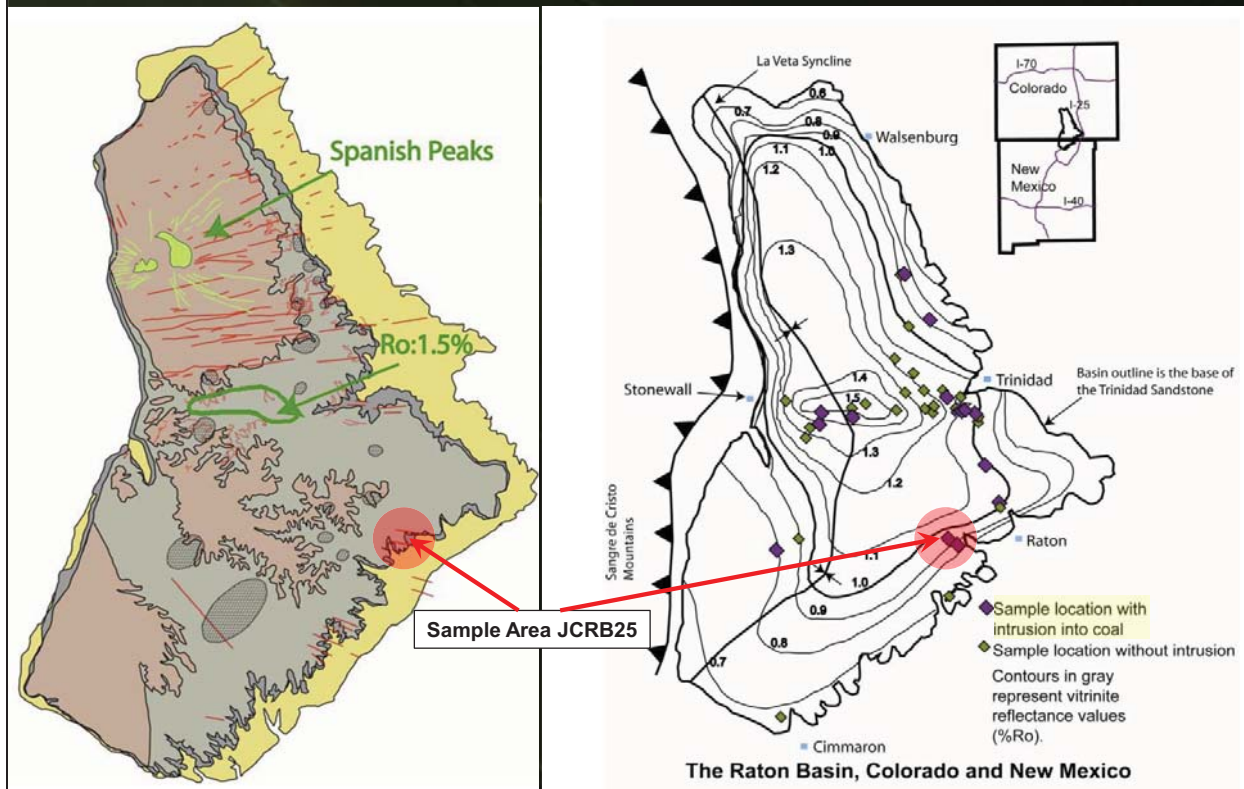 Spanish Peaks
Ro:1.5%
Sample Area JCRB25
La Veta Syncline
I-70
Colorado
I-25
New
Mexico
I-40
0.6
0.7
0.8
0.9
1.0
1.1
1.2
Walsenburg
1.3
1.4
1.5
Stonewall
Trinidad
Basin outline is the base of
the Trinidad Sandstone
1.3
1.2
Sangre de Cristo
Mountains
Raton
1.1
1.0
0.9
0.8
0.7
Sample location with
intrusion into coal
Sample location without intrusion
Contours in gray
represent vitrinite
reflectance values
(%Ro).
Cimmaron
The Raton Basin, Colorado and New Mexico